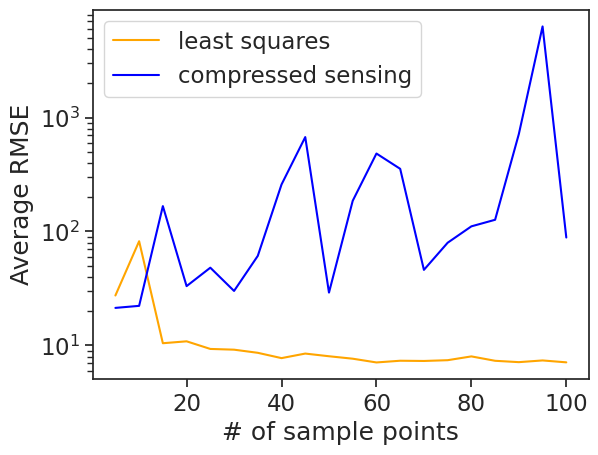 least squares
compressed sensing
Average RMSE
10³
10²
10¹
20 40 60 80 100
# of sample points